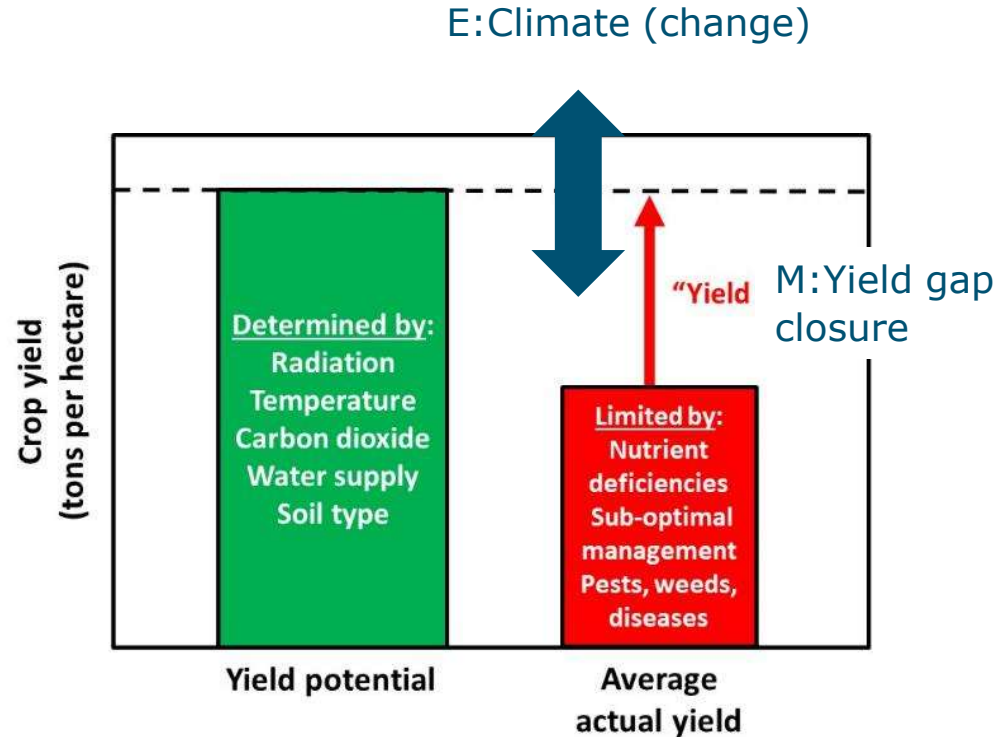 E:Climate (change)
Crop yield
(tons per hectare)
Determined by:
Radiation
Temperature
Carbon dioxide
Water supply
Soil type
“Yield
M:Yield gap
closure
Limited by:
Nutrient
deficiencies
Sub-optimal
management
Pests, weeds,
diseases
Yield potential
Average
actual yield